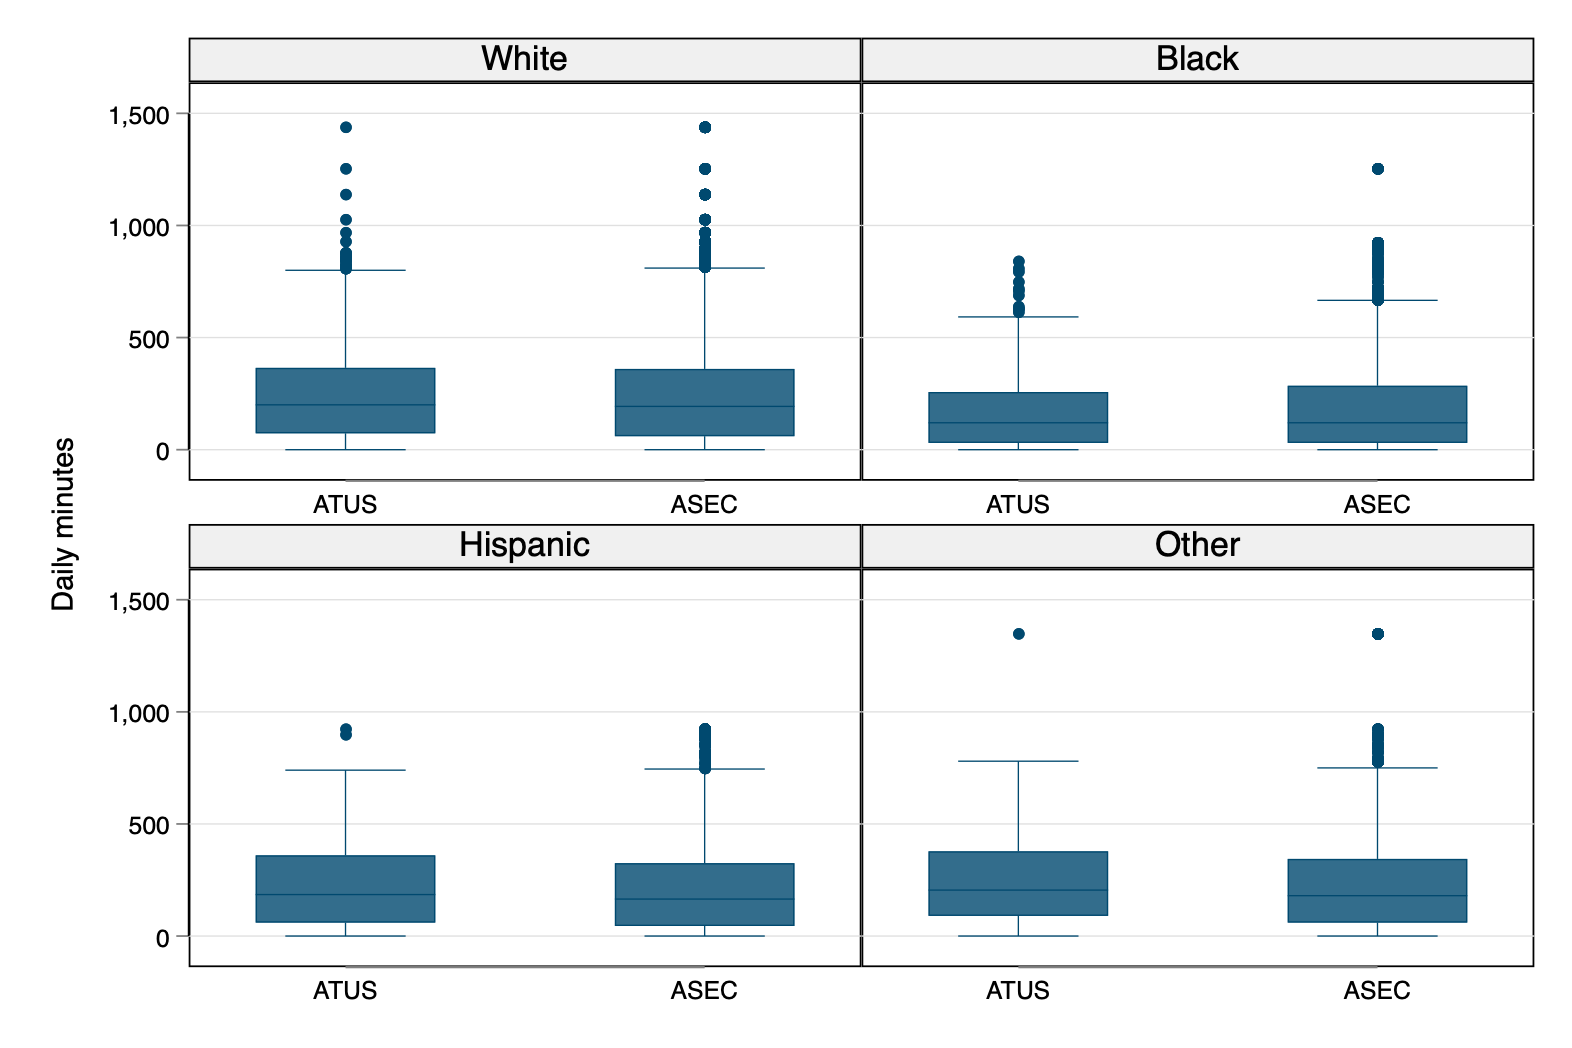 White
Black
1,500
1,000
500
0
ATUS
ASEC
ATUS
ASEC
Daily minutes
Hispanic
Other
1,500
1,000
500
0
ATUS
ASEC
ATUS
ASEC